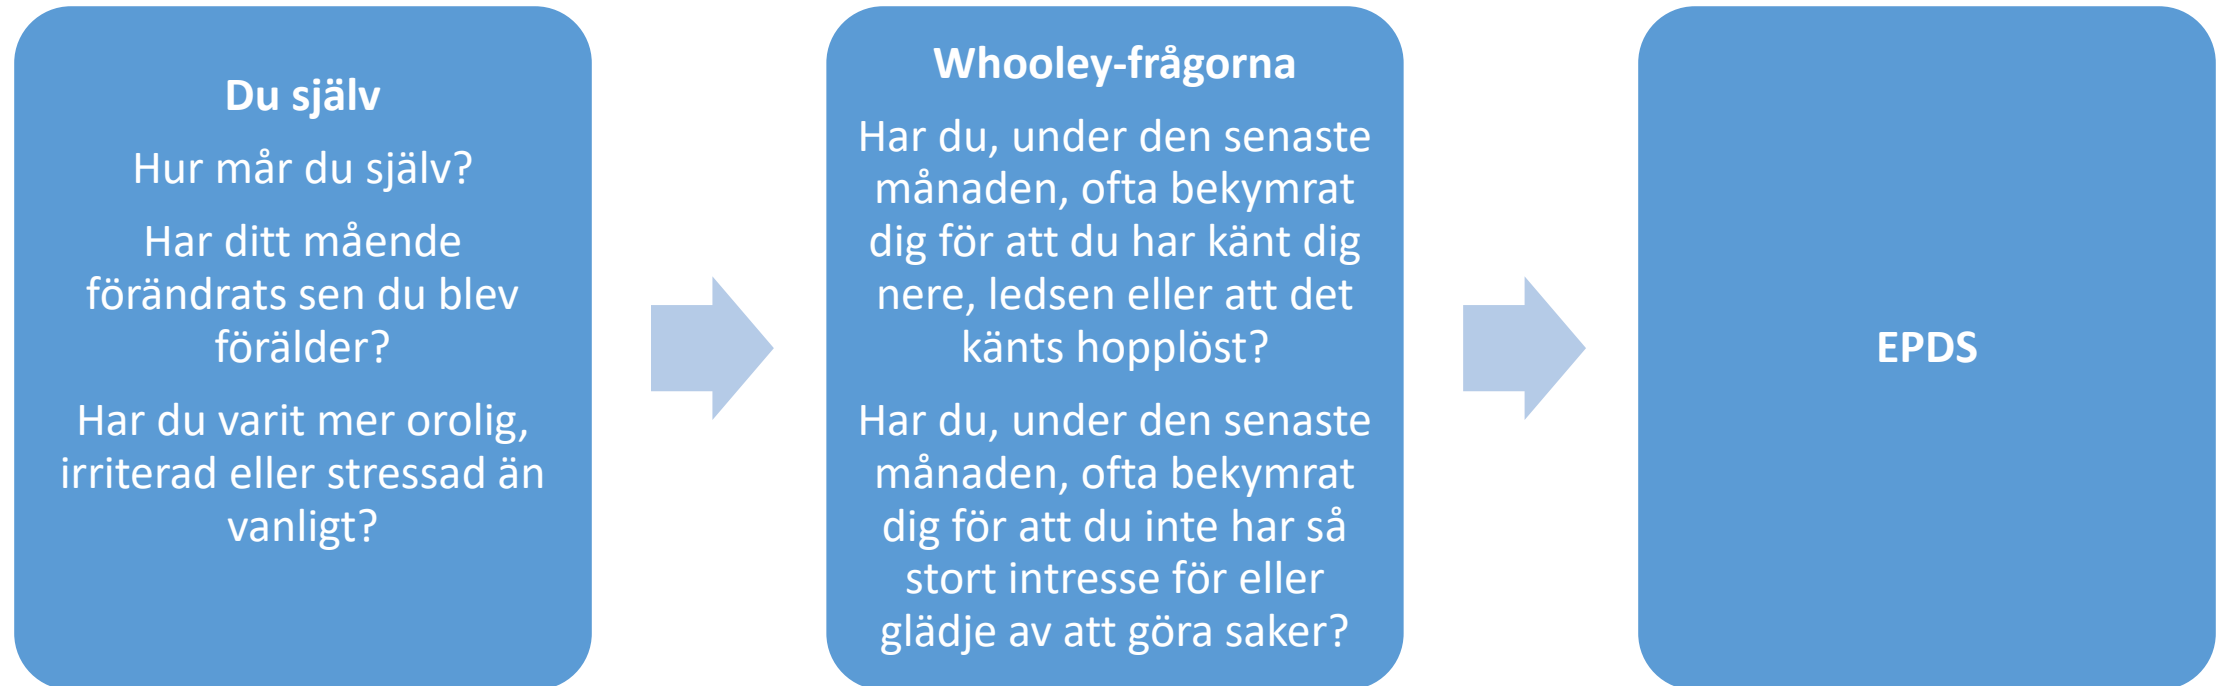 Du själv
Hur mår du själv?
Har ditt mående
förändrats sen du blev
förälder?
Har du varit mer orolig,
irriterad eller stressad än
vanligt?
Whooley-frågorna
Har du, under den senaste
månaden, ofta bekymrat
dig för att du har känt dig
nere, ledsen eller att det
känts hopplöst?
Har du, under den senaste
månaden, ofta bekymrat
dig för att du inte har så
stort intresse för eller
glädje av att göra saker?
EPDS